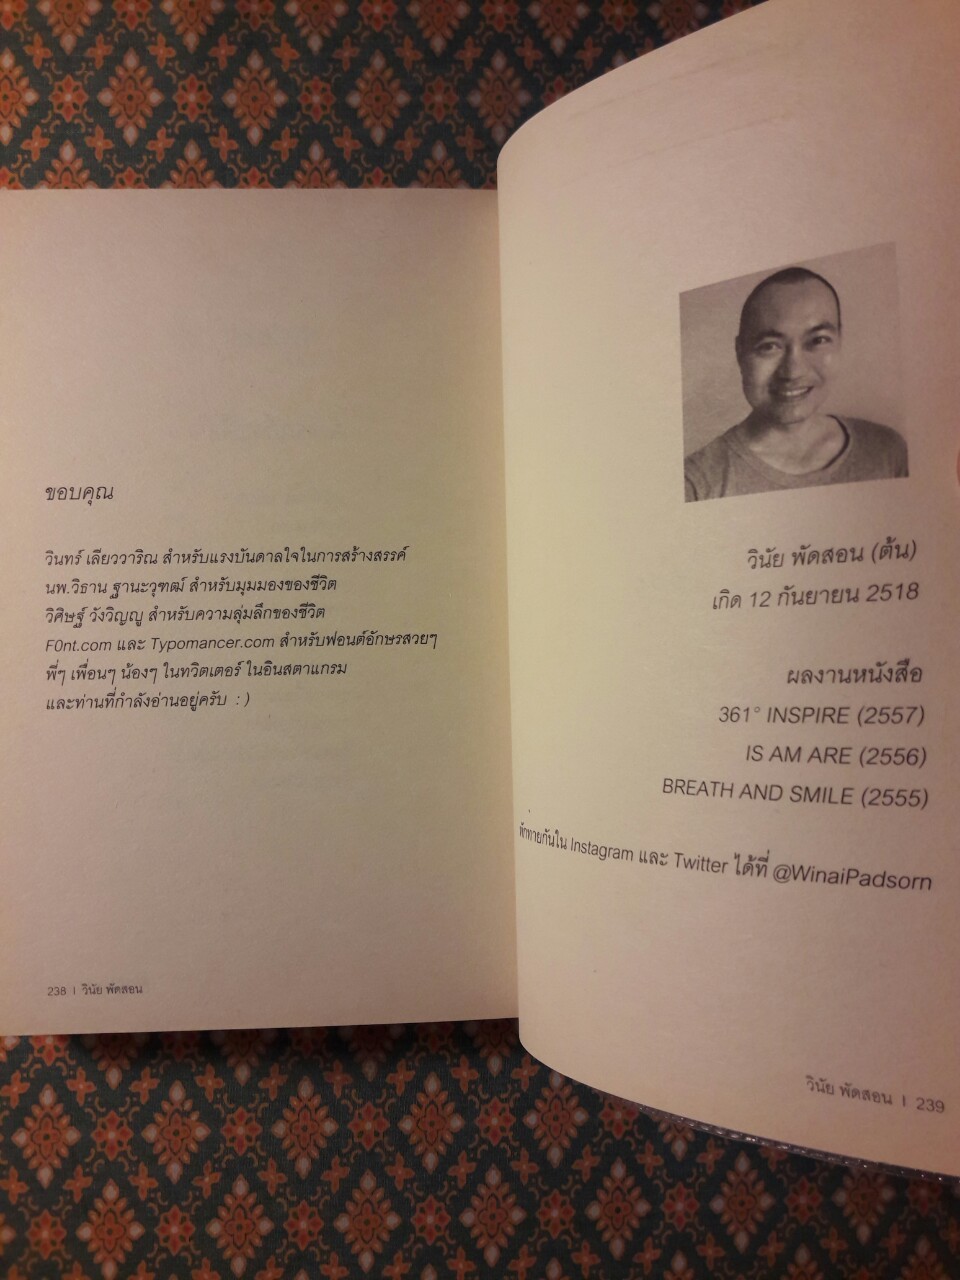 ขอบคุณ
วินทร์ เลียววาริณ สำหรับแรงบันดาลใจในการสร้างสรรค์
นพ.วิธาน ฐานะวุฑฒ์ สำหรับมุมมองของชีวิต
วิศิษฐ์ วังวิญญู สำหรับความลุ่มลึกของชีวิต
F0nt.com และ Typomancer.com สำหรับฟอนต์อักษรสวยๆ
พี่ๆ เพื่อนๆ น้องๆ ในทวิตเตอร์ ในอินสตาแกรม
และท่านที่กำลังอ่านอยู่ครับ : )
238 | วินัย พัดสอน
วินัย พัดสอน (ต้น)
เกิด 12 กันยายน 2518
ผลงานหนังสือ
361° INSPIRE (2557)
IS AM ARE (2556)
BREATH AND SMILE (2555)
ทักทายกันใน Instagram และ Twitter ได้ที่ @WinaiPadsorn
วินัย พัดสอน | 239